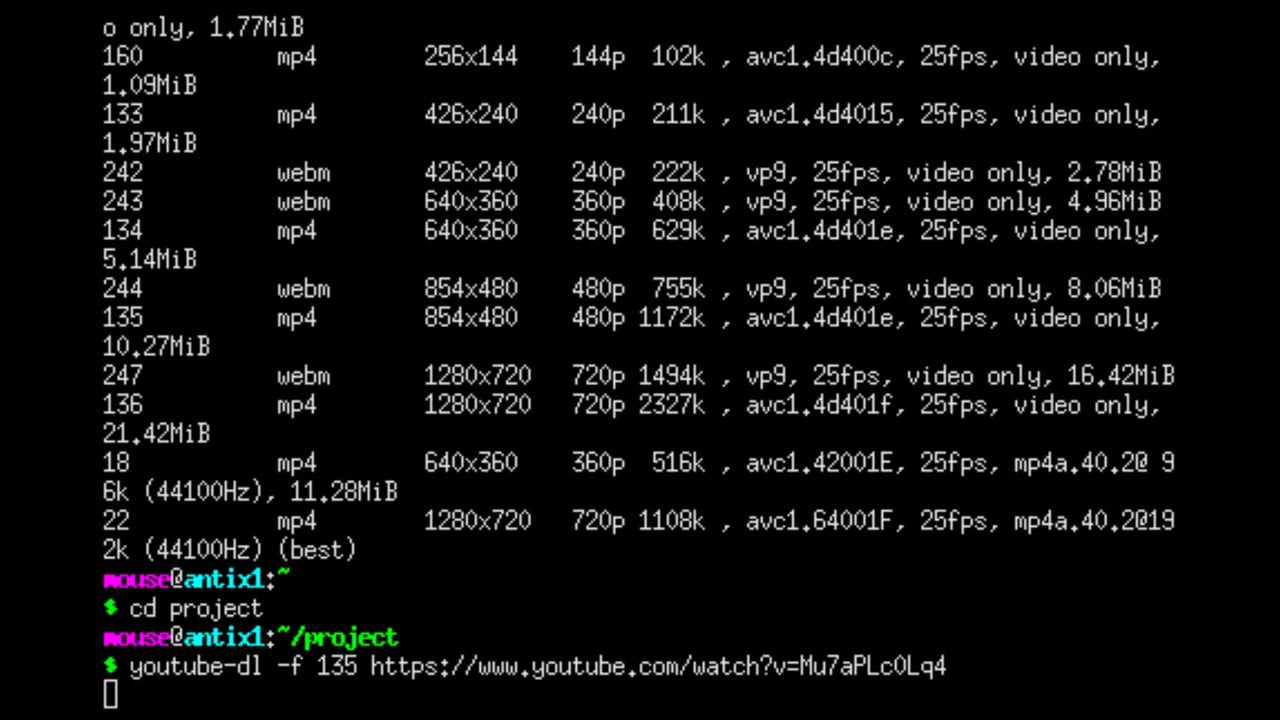 o only, 1.77MiB
160 mp4 256x144 144p 102k , avc1.4d400c, 25fps, video only,
1.09MiB
133 mp4 426x240 240p 211k , avc1.4d4015, 25fps, video only,
1.97MiB
242 webm 426x240 240p 222k , vp9, 25fps, video only, 2.78MiB
243 webm 640x360 360p 408k , vp9, 25fps, video only, 4.96MiB
134 mp4 640x360 360p 629k , avc1.4d401e, 25fps, video only,
5.14MiB
244 webm 854x480 480p 755k , vp9, 25fps, video only, 8.06MiB
135 mp4 854x480 480p 1172k , avc1.4d401e, 25fps, video only,
10.27MiB
247 webm 1280x720 720p 1494k , vp9, 25fps, video only, 16.42MiB
136 mp4 1280x720 720p 2327k , avc1.4d401f, 25fps, video only,
21.42MiB
18 mp4 640x360 360p 516k , avc1.42001E, 25fps, mp4a.40.2@ 9
6k (44100Hz), 11.28MiB
22 mp4 1280x720 720p 1108k , avc1.64001F, 25fps, mp4a.40.2@19
2k (44100Hz) (best)
mouse@antix1:~
$ cd project
mouse@antix1:~/project
$ youtube-dl -f 135 https://www.youtube.com/watch?v=Mu7aPLc0Lq4